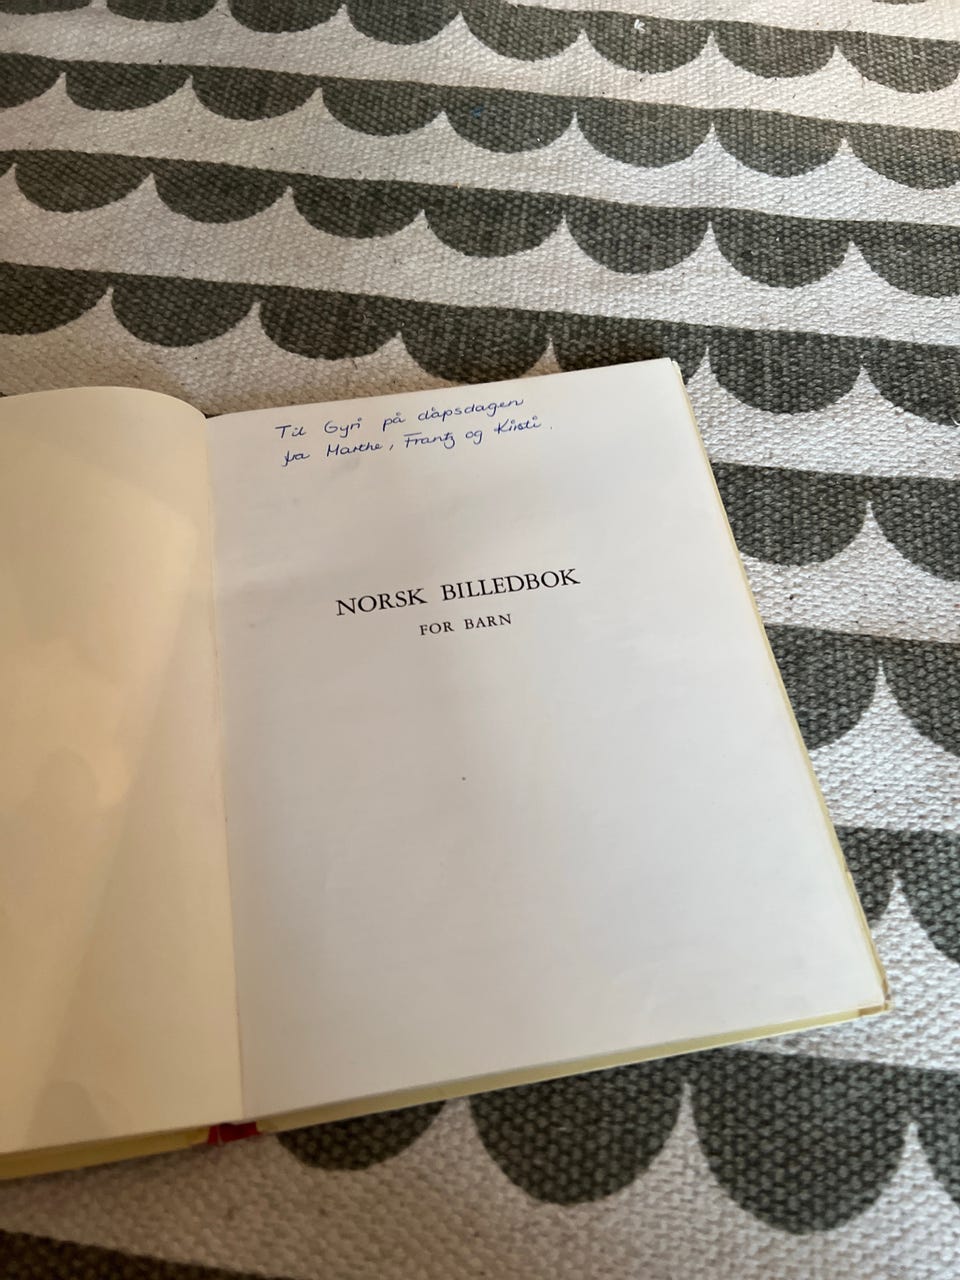 Til Gyri på dåpsdagen
fra Marthe, Frantz og Kirsti.
NORSK BILLEDBOK
FOR BARN